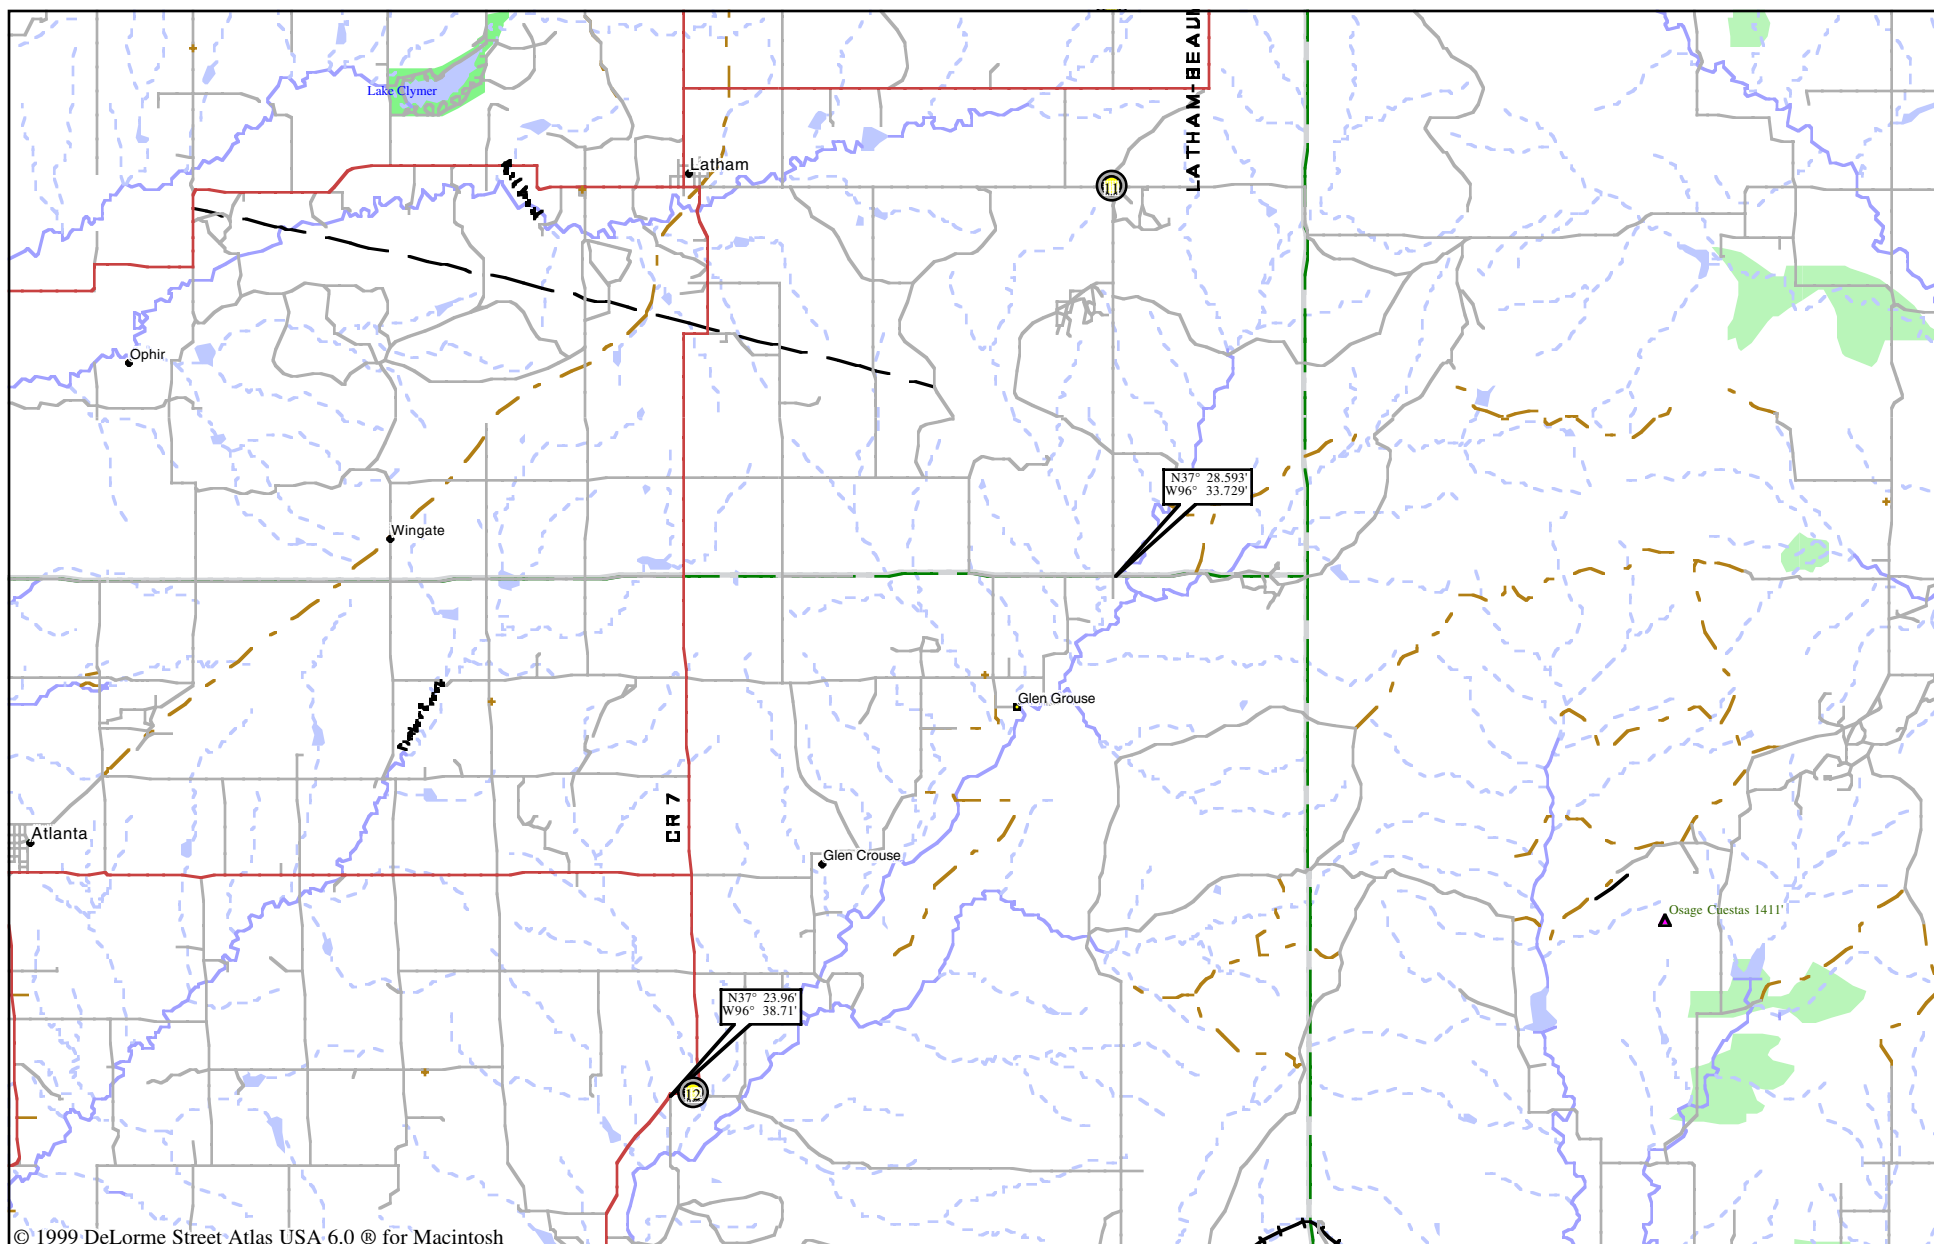 LATHAM-BEAU
Lake Clymer
Latham
11
Ophir
N37° 28.593'
W96° 33.729'
Wingate
Glen Grouse
CR 7
Atlanta
Glen Crouse
Osage Cuestas 1411'
N37° 23.96'
W96° 38.71'
12
© 1999 DeLorme Street Atlas USA 6.0 ® for Macintosh